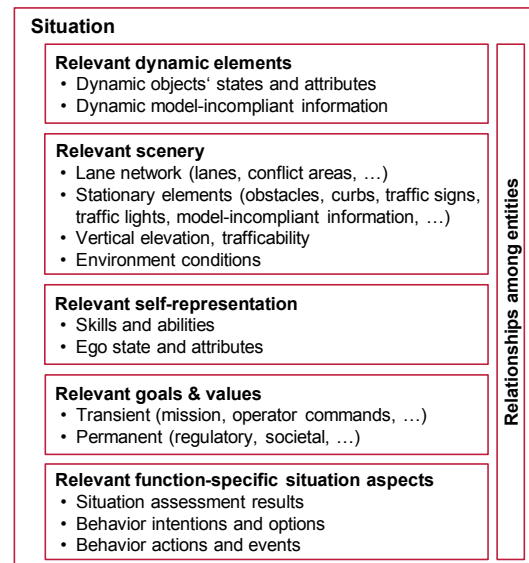 Situation
Relevant dynamic elements
• Dynamic objects‘ states and attributes
• Dynamic model-incompliant information
Relevant scenery
• Lane network (lanes, conflict areas, …)
• Stationary elements (obstacles, curbs, traffic signs,
traffic lights, model-incompliant information, …)
• Vertical elevation, trafficability
• Environment conditions
Relevant self-representation
• Skills and abilities
• Ego state and attributes
Relevant goals & values
• Transient (mission, operator commands, …)
• Permanent (regulatory, societal, …)
Relevant function-specific situation aspects
• Situation assessment results
• Behavior intentions and options
• Behavior actions and events
Relationships among entities